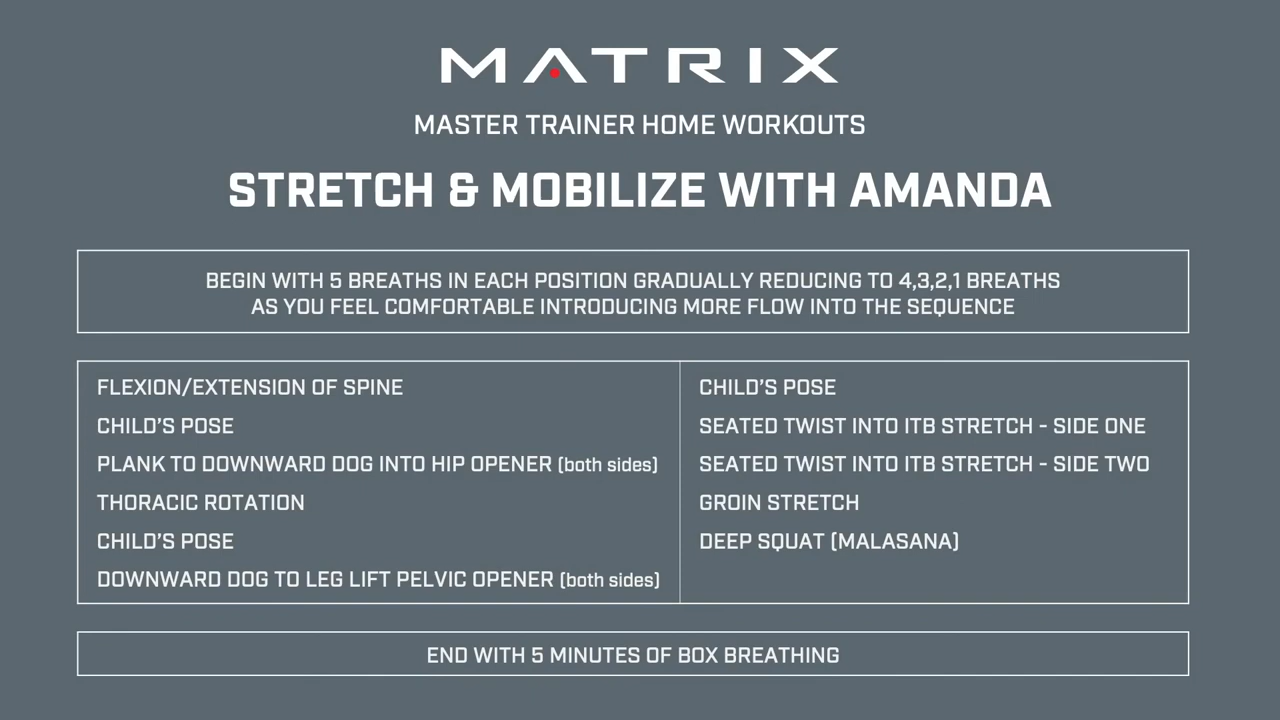 MATRIX
MASTER TRAINER HOME WORKOUTS
STRETCH & MOBILIZE WITH AMANDA
BEGIN WITH 5 BREATHS IN EACH POSITION GRADUALLY REDUCING TO 4,3,2,1 BREATHS
AS YOU FEEL COMFORTABLE INTRODUCING MORE FLOW INTO THE SEQUENCE
FLEXION/EXTENSION OF SPINE
CHILD'S POSE
PLANK TO DOWNWARD DOG INTO HIP OPENER (both sides)
THORACIC ROTATION
CHILD'S POSE
DOWNWARD DOG TO LEG LIFT PELVIC OPENER (both sides)
CHILD'S POSE
SEATED TWIST INTO ITB STRETCH - SIDE ONE
SEATED TWIST INTO ITB STRETCH - SIDE TWO
GROIN STRETCH
DEEP SQUAT (MALASANA)
END WITH 5 MINUTES OF BOX BREATHING